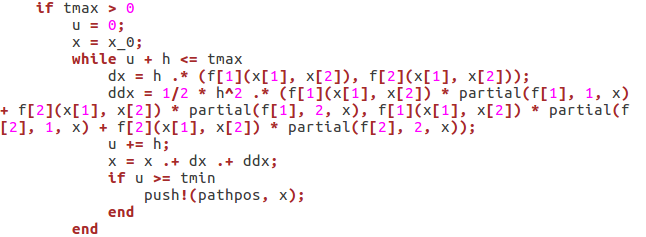 if tmax > 0
u = 0;
x = x_0;
while u + h <= tmax
dx = h .* (f[1](x[1], x[2]), f[2](x[1], x[2]));
ddx = 1/2 * h^2 .* (f[1](x[1], x[2]) * partial(f[1], 1, x)
+ f[2](x[1], x[2]) * partial(f[1], 2, x), f[1](x[1], x[2]) * partial(f
[2], 1, x) + f[2](x[1], x[2]) * partial(f[2], 2, x));
u += h;
x = x .+ dx .+ ddx;
if u >= tmin
push!(pathpos, x);
end
end